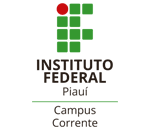 INSTITUTO
FEDERAL
Piauí
Campus
Corrente